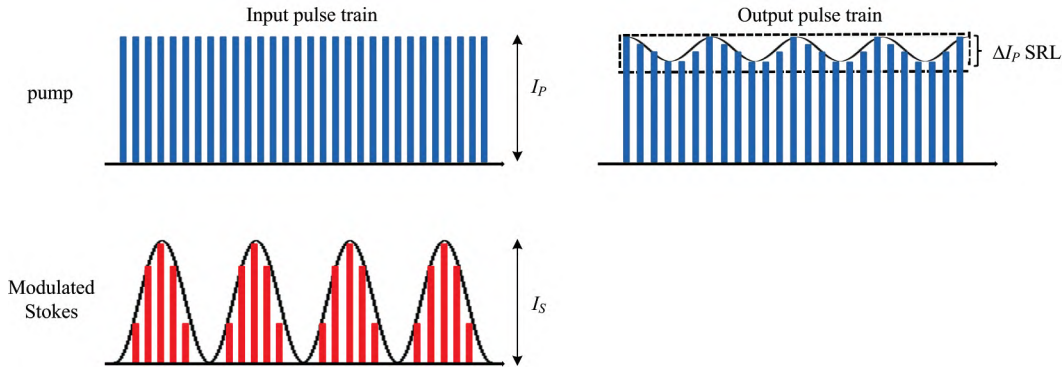 Input pulse train
Output pulse train
pump
I_P
ΔI_P SRL
Modulated
Stokes
I_S